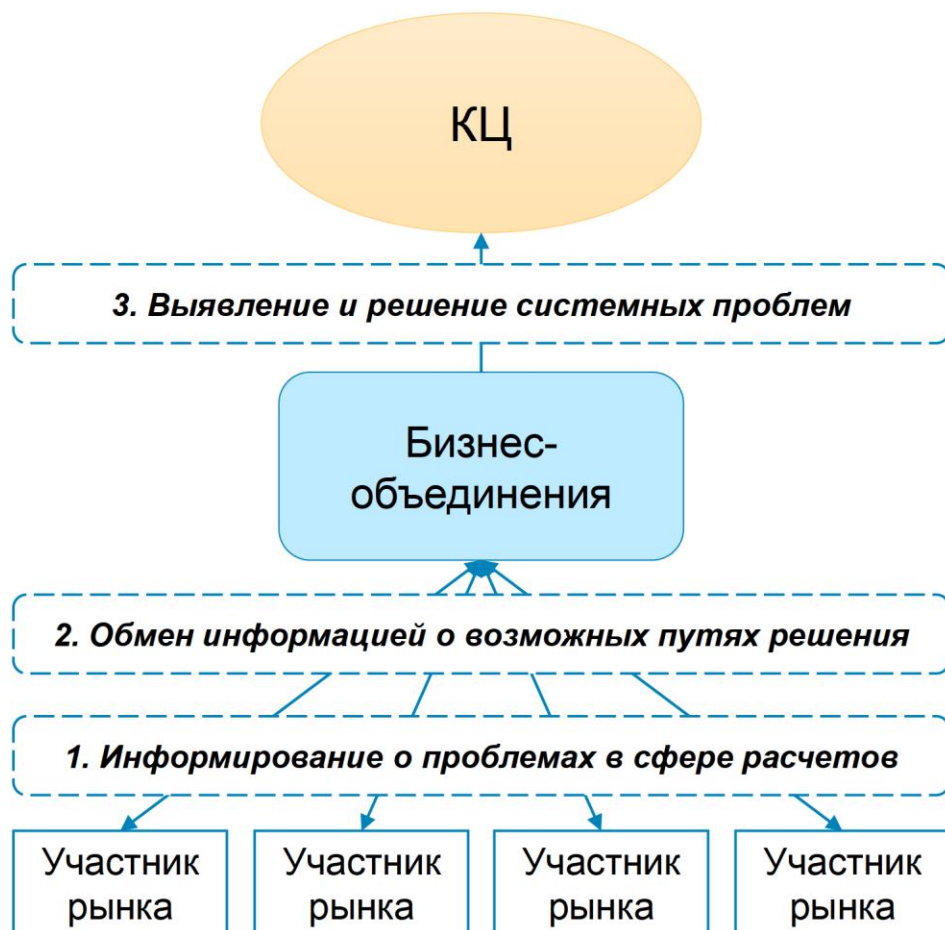 КЦ
3. Выявление и решение системных проблем
Бизнес-
объединения
2. Обмен информацией о возможных путях решения
1. Информирование о проблемах в сфере расчетов
Участник
рынка
Участник
рынка
Участник
рынка
Участник
рынка